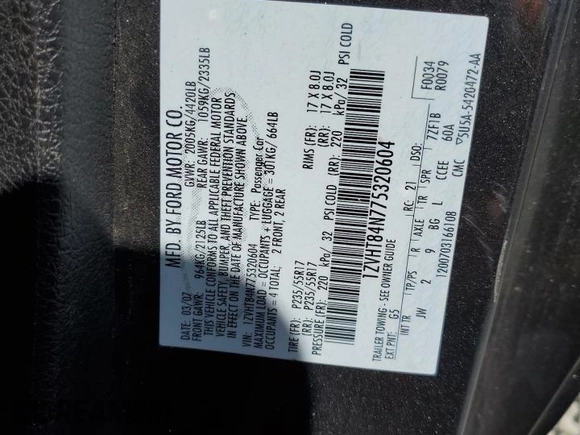 MFD. BY FORD MOTOR CO.
DATE: 03/07 GVWR: 2005KG/4420LB
FRONT GAWR: 964KG/2125LB REAR GAWR: 1059KG/2335LB
THIS VEHICLE CONFORMS TO ALL APPLICABLE FEDERAL MOTOR
VEHICLE SAFETY, BUMPER, AND THEFT PREVENTION STANDARDS
IN EFFECT ON THE DATE OF MANUFACTURE SHOWN ABOVE.
VIN: 1ZVHT84N775320604 TYPE: Passenger Car
MAXIMUM LOAD = OCCUPANTS + LUGGAGE = 301KG/ 664LB
OCCUPANTS = 4 TOTAL: 2 FRONT, 2 REAR
TIRE (FR): P235/55R17 RIMS (FR): 17 X 8.0J
(RR): P235/55R17 (RR): 17 X 8.0J
PRESSURE (FR): 220 kPa/ 32 PSI COLD (RR): 220 kPa/ 32 PSI COLD
1ZVHT84N775320604
TRAILER TOWING - SEE OWNER GUIDE
F0034
EXT PNT: G5 RC: 21 DSO: R0079
INT TR TP/PS R AXLE TR SPR 7ZF1B
JW 2 9 BG L CCEE 60A
1200703166108 CMC 5U5A-5420472-AA